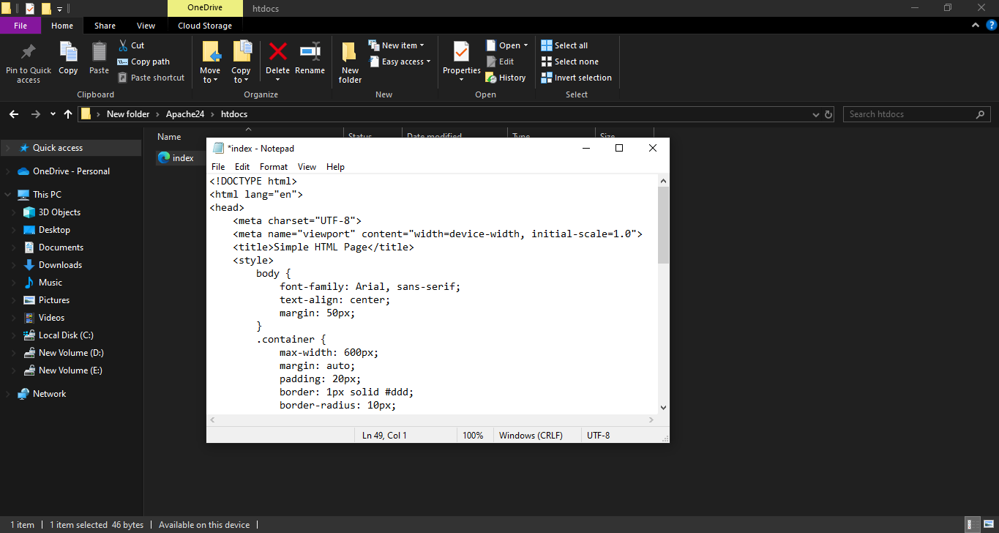 OneDrive
htdocs
File
Home
Share
View
Cloud Storage
Pin to Quick access
Copy
Paste
Cut
Copy path
Paste shortcut
Clipboard
Move to
Copy to
Delete
Rename
Organize
New folder
New item
Easy access
New
Properties
Open
Edit
History
Open
Select all
Select none
Invert selection
Select
New folder > Apache24 > htdocs
Search htdocs
Name
Status
Date modified
Type
Size
index
Quick access
OneDrive - Personal
This PC
3D Objects
Desktop
Documents
Downloads
Music
Pictures
Videos
Local Disk (C:)
New Volume (D:)
New Volume (E:)
Network
*index - Notepad
File Edit Format View Help
<!DOCTYPE html>
<html lang="en">
<head>
    <meta charset="UTF-8">
    <meta name="viewport" content="width=device-width, initial-scale=1.0">
    <title>Simple HTML Page</title>
    <style>
        body {
            font-family: Arial, sans-serif;
            text-align: center;
            margin: 50px;
        }
        .container {
            max-width: 600px;
            margin: auto;
            padding: 20px;
            border: 1px solid #ddd;
            border-radius: 10px;
Ln 49, Col 1
100%
Windows (CRLF)
UTF-8
1 item
1 item selected 46 bytes
Available on this device